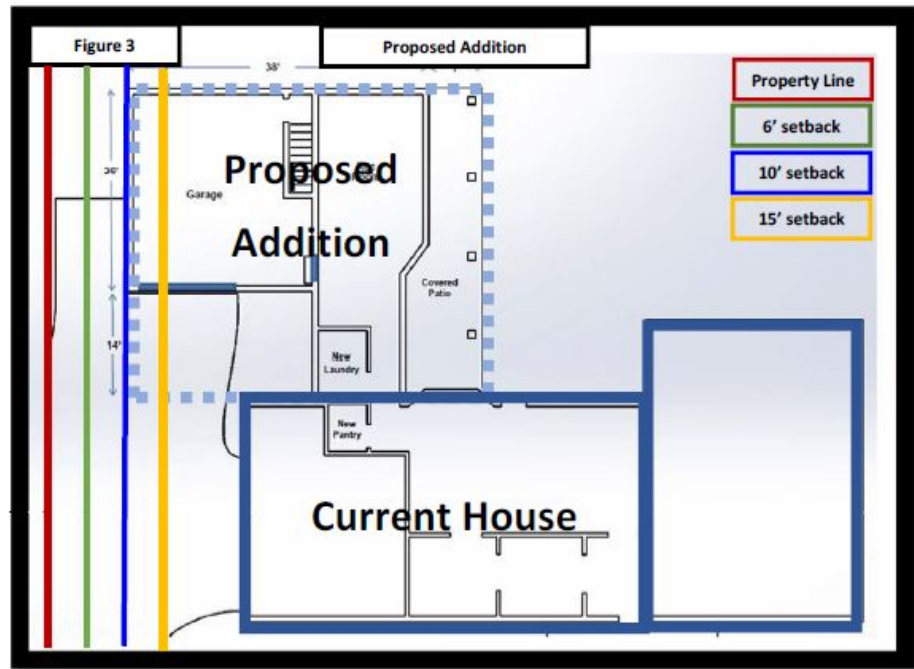 Figure 3
Proposed Addition
38'
Property Line
6' setback
10' setback
15' setback
Proposed
Addition
Garage
Covered
Patio
14'
New
Laundry
New
Pantry
Current House